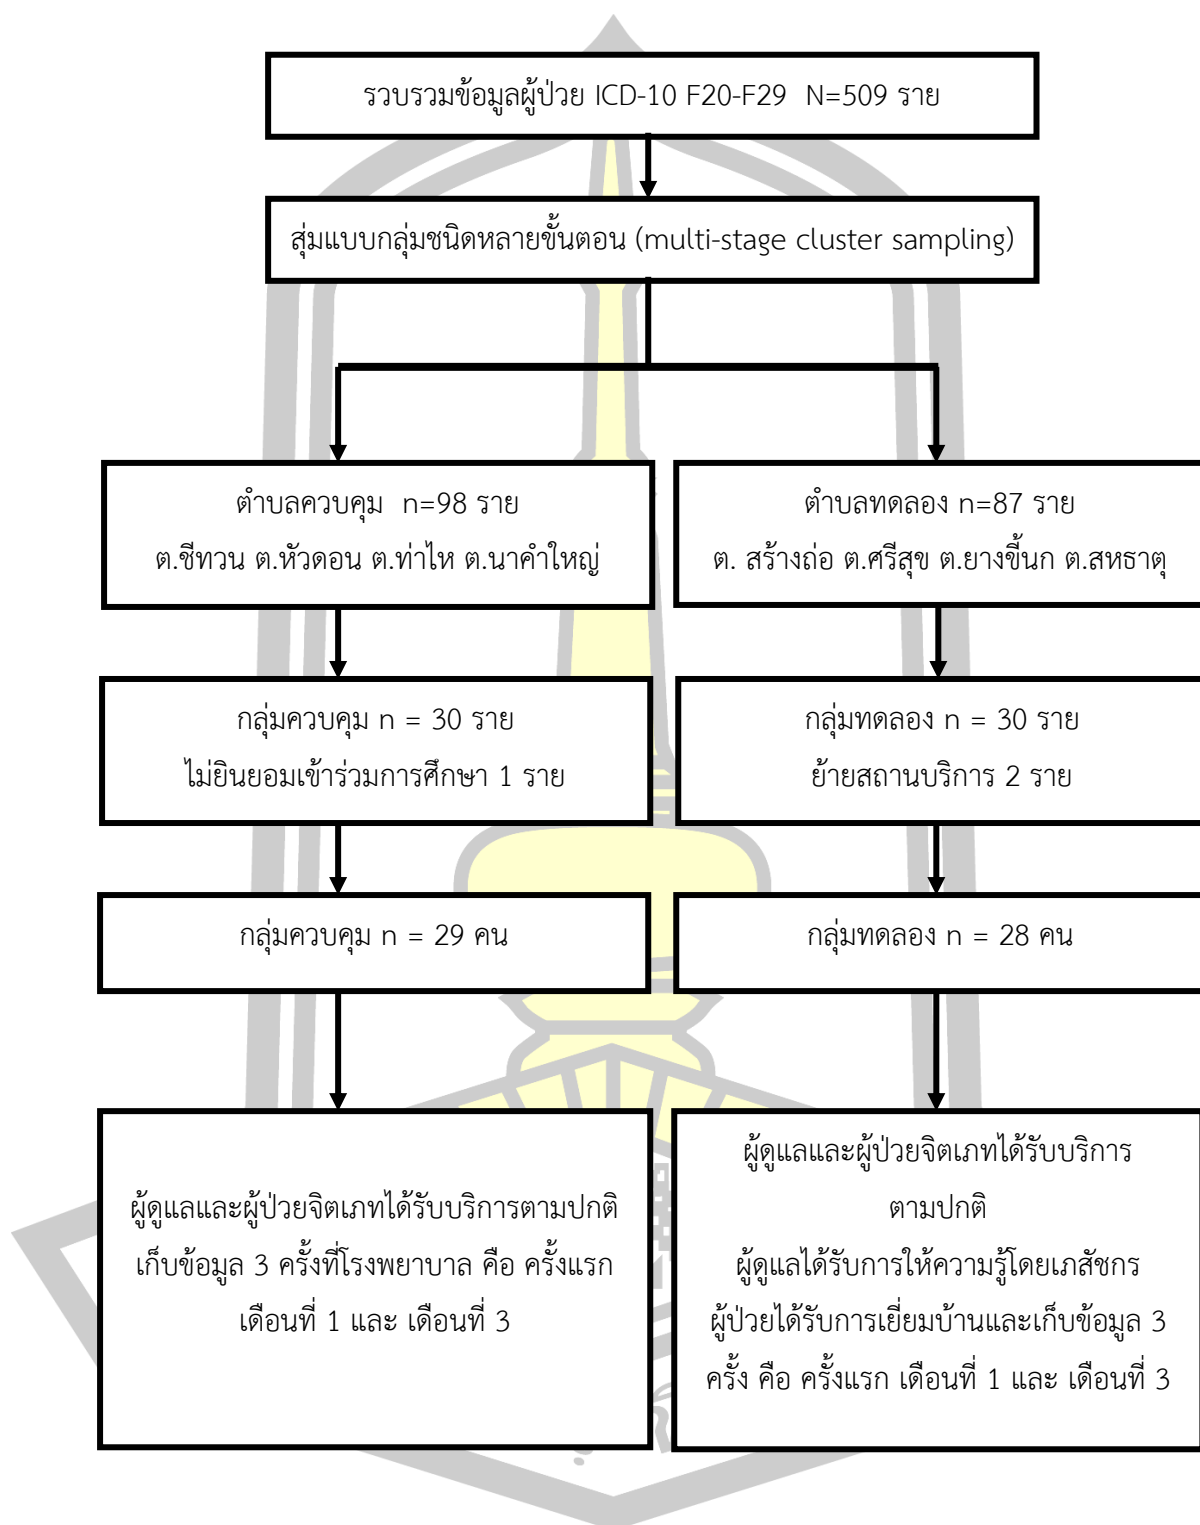 รวบรวมข้อมูลผู้ป่วย ICD-10 F20-F29 N=509 ราย
สุ่มแบบกลุ่มชนิดหลายขั้นตอน (multi-stage cluster sampling)
ตำบลควบคุม n=98 ราย
ต.ชีทวน ต.หัวดอน ต.ท่าไห ต.นาคำใหญ่
ตำบลทดลอง n=87 ราย
ต. สร้างถ่อ ต.ศรีสุข ต.ยางขี้นก ต.สหธาตุ
กลุ่มควบคุม n = 30 ราย
ไม่ยินยอมเข้าร่วมการศึกษา 1 ราย
กลุ่มทดลอง n = 30 ราย
ย้ายสถานบริการ 2 ราย
กลุ่มควบคุม n = 29 คน
กลุ่มทดลอง n = 28 คน
ผู้ดูแลและผู้ป่วยจิตเภทได้รับบริการตามปกติ
เก็บข้อมูล 3 ครั้งที่โรงพยาบาล คือ ครั้งแรก
เดือนที่ 1 และ เดือนที่ 3
ผู้ดูแลและผู้ป่วยจิตเภทได้รับบริการ
ตามปกติ
ผู้ดูแลได้รับการให้ความรู้โดยเภสัชกร
ผู้ป่วยได้รับการเยี่ยมบ้านและเก็บข้อมูล 3
ครั้ง คือ ครั้งแรก เดือนที่ 1 และ เดือนที่ 3